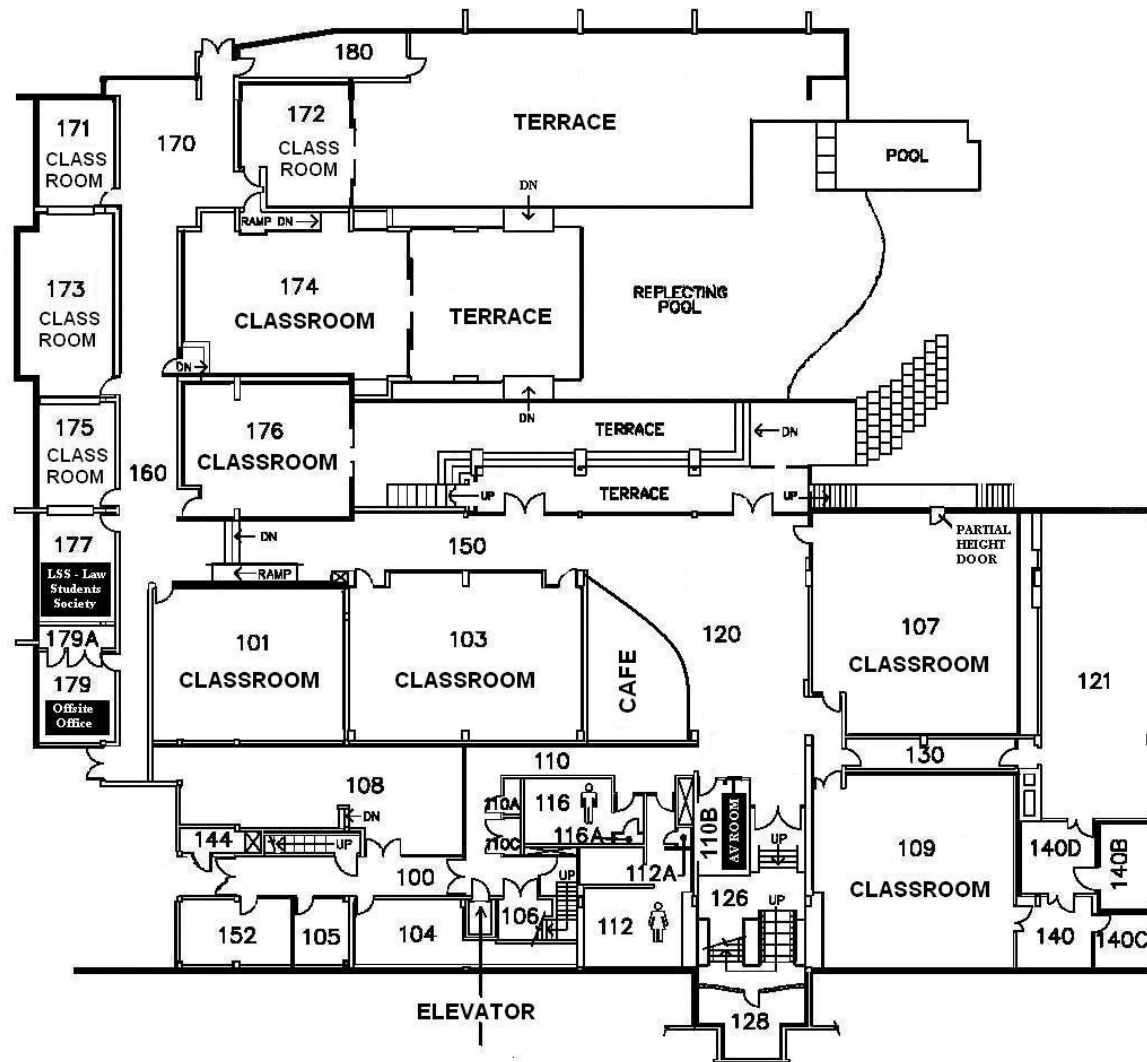 180
172
CLASS
ROOM
TERRACE
171
CLASS
ROOM
170
POOL
DN
RAMP DN
173
CLASS
ROOM
174
CLASSROOM
TERRACE
REFLECTING
POOL
DN
DN
175
CLASS
ROOM
176
CLASSROOM
TERRACE
DN
160
UP
TERRACE
UP
177
LSS - Law
Students
Society
DN
RAMP
150
PARTIAL
HEIGHT
DOOR
179A
179
Offsite
Office
101
CLASSROOM
103
CLASSROOM
CAFE
120
107
CLASSROOM
121
130
110
108
DN
110A
116
116A
110C
110B
AV ROOM
UP
144
UP
100
UP
112A
109
CLASSROOM
140D
140B
126
UP
152
105
104
106
112
140
140C
ELEVATOR
128